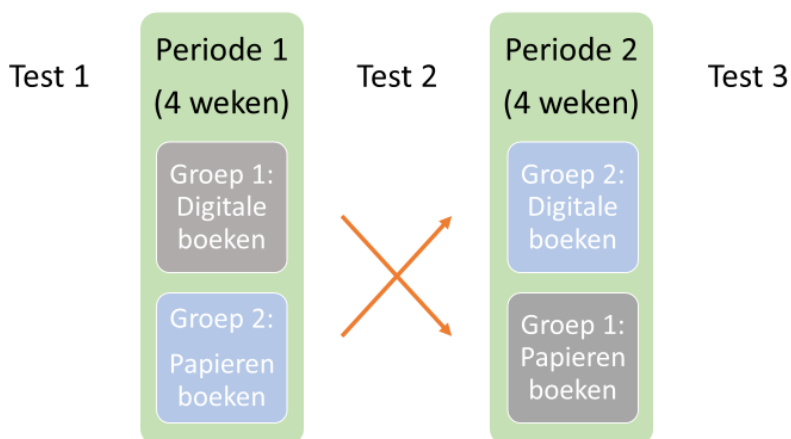 Test 1
Periode 1
(4 weken)
Groep 1:
Digitale
boeken
Groep 2:
Papieren
boeken
Test 2
Periode 2
(4 weken)
Groep 2:
Digitale
boeken
Groep 1:
Papieren
boeken
Test 3